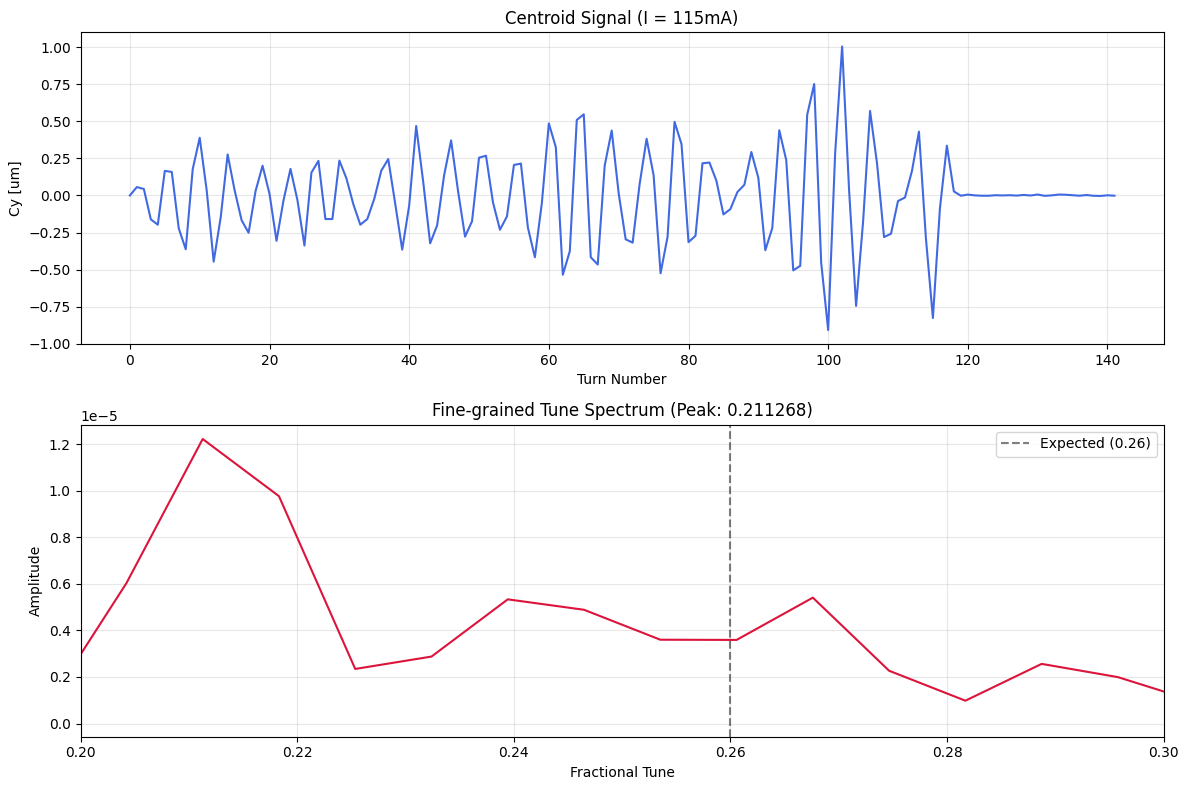 Centroid Signal (I = 115mA)
1.00
0.75
0.50
0.25
0.00
−0.25
−0.50
−0.75
−1.00
Cy [um]
0 20 40 60 80 100 120 140
Turn Number
Fine-grained Tune Spectrum (Peak: 0.211268)
1e−5
1.2
1.0
0.8
0.6
0.4
0.2
0.0
Amplitude
Expected (0.26)
0.20 0.22 0.24 0.26 0.28 0.30
Fractional Tune